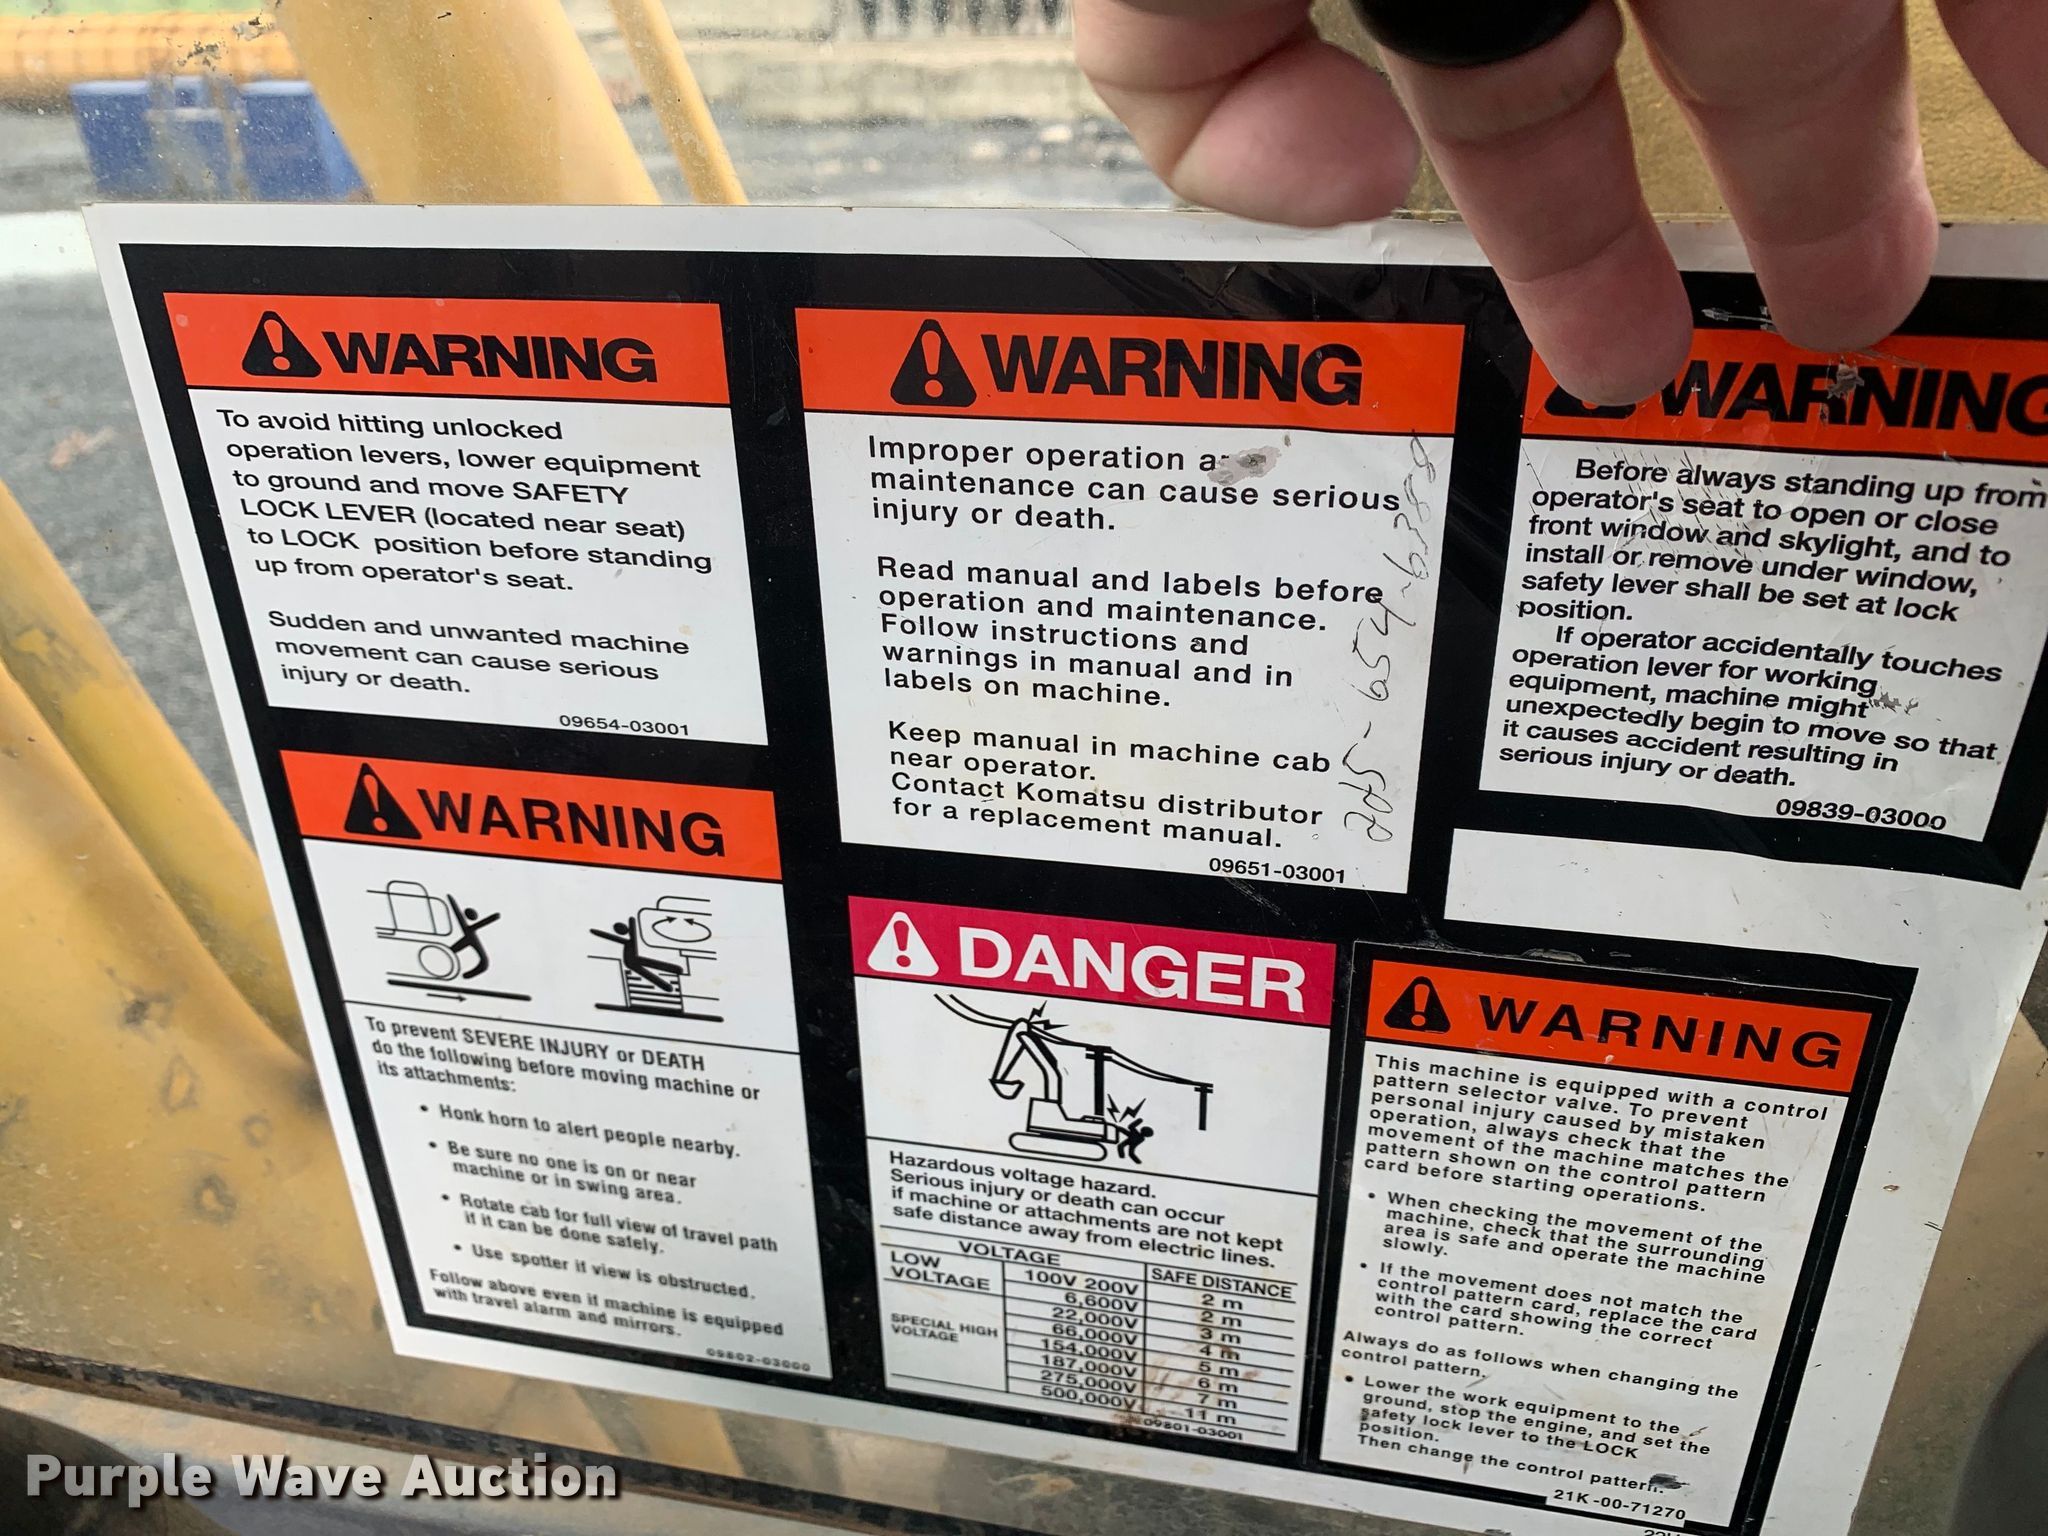 WARNING
To avoid hitting unlocked
operation levers, lower equipment
to ground and move SAFETY
LOCK LEVER (located near seat)
to LOCK position before standing
up from operator's seat.
Sudden and unwanted machine
movement can cause serious
injury or death.
09654-03001
WARNING
Improper operation a
maintenance can cause serious
injury or death.
Read manual and labels before
operation and maintenance.
Follow instructions and
warnings in manual and in
labels on machine.
Keep manual in machine cab
near operator.
Contact Komatsu distributor
for a replacement manual.
09651-03001
205-654-6388
WARNING
Before always standing up from
operator's seat to open or close
front window and skylight, and to
install or remove under window,
safety lever shall be set at lock
position.
If operator accidentally touches
operation lever for working
equipment, machine might
unexpectedly begin to move so that
it causes accident resulting in
serious injury or death.
09839-03000
WARNING
To prevent SEVERE INJURY or DEATH
do the following before moving machine or
its attachments:
• Honk horn to alert people nearby.
• Be sure no one is on or near
machine or in swing area.
• Rotate cab for full view of travel path
if it can be done safely.
• Use spotter if view is obstructed.
Follow above even if machine is equipped
with travel alarm and mirrors.
09802-03000
DANGER
Hazardous voltage hazard.
Serious injury or death can occur
if machine or attachments are not kept
safe distance away from electric lines.
VOLTAGE SAFE DISTANCE
LOW VOLTAGE 100V 200V 2 m
6,600V 2 m
22,000V 3 m
SPECIAL HIGH VOLTAGE 66,000V 4 m
154,000V 5 m
187,000V 6 m
275,000V 7 m
500,000V 11 m
09801-03001
WARNING
This machine is equipped with a control
pattern selector valve. To prevent
personal injury caused by mistaken
operation, always check that the
movement of the machine matches the
pattern shown on the control pattern
card before starting operations.
• When checking the movement of the
machine, check that the surrounding
area is safe and operate the machine
slowly.
• If the movement does not match the
control pattern card, replace the card
with the card showing the correct
control pattern.
Always do as follows when changing the
control pattern.
• Lower the work equipment to the
ground, stop the engine, and set the
safety lock lever to the LOCK
position.
Then change the control pattern.
21K-00-71270
Purple Wave Auction